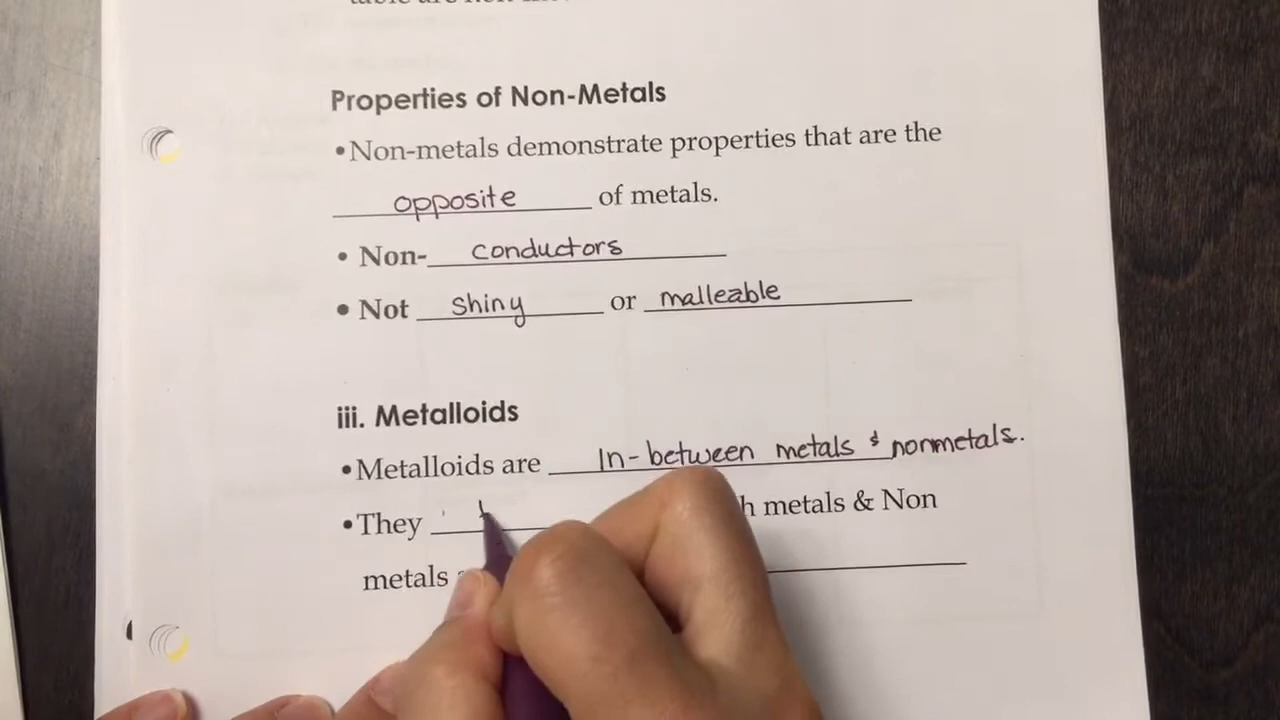 Properties of Non-Metals
•Non-metals demonstrate properties that are the
opposite of metals.
• Non- conductors
• Not shiny or malleable
iii. Metalloids
•Metalloids are In-between metals & nonmetals.
•They metals & Non
metals